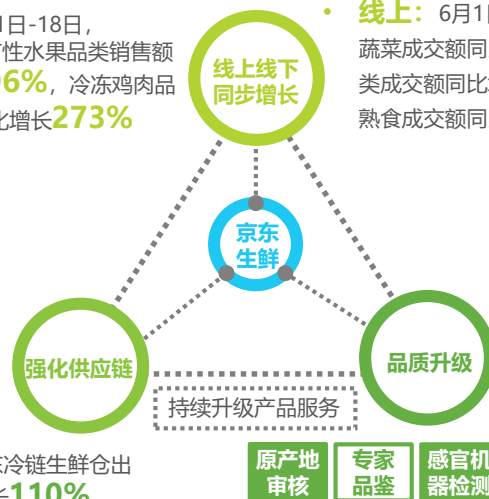 1日-18日，
性水果品类销售额
96%，冷冻鸡肉品
增长273%
线上线下
同步增长
• 线上：6月1日
蔬菜成交额同
类成交额同比
熟食成交额同
京东
生鲜
强化供应链
品质升级
持续升级产品服务
冷链生鲜仓出
110%
原产地
审核
专家
品鉴
感官机
器检测